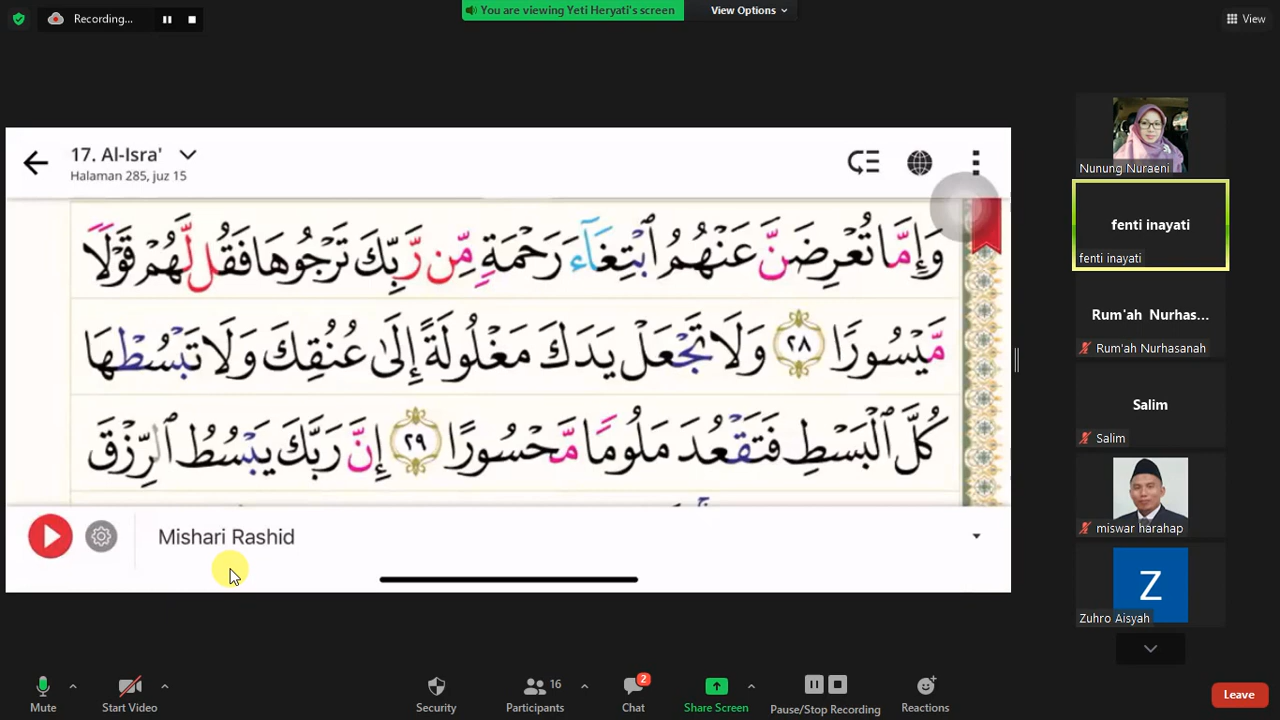 Recording...
You are viewing Yeti Heryati's screen
View Options
View
17. Al-Isra'
Halaman 285, juz 15
وَإِمَّا تُعْرِضَنَّ عَنْهُمُ ٱبْتِغَآءَ رَحْمَةٍ مِّن رَّبِّكَ تَرْجُوهَا فَقُل لَّهُمْ قَوْلًا
مَّيْسُورًا ٢٨ وَلَا تَجْعَلْ يَدَكَ مَغْلُولَةً إِلَىٰ عُنُقِكَ وَلَا تَبْسُطْهَا
كُلَّ ٱلْبَسْطِ فَتَقْعُدَ مَلُومًا مَّحْسُورًا ٢٩ إِنَّ رَبَّكَ يَبْسُطُ ٱلرِّزْقَ
Mishari Rashid
Nunung Nuraeni
fenti inayati
fenti inayati
Rum'ah Nurhas...
Rum'ah Nurhasanah
Salim
Salim
miswar harahap
Z
Zuhro Aisyah
Mute
Start Video
Security
16
Participants
2
Chat
Share Screen
Pause/Stop Recording
Reactions
Leave